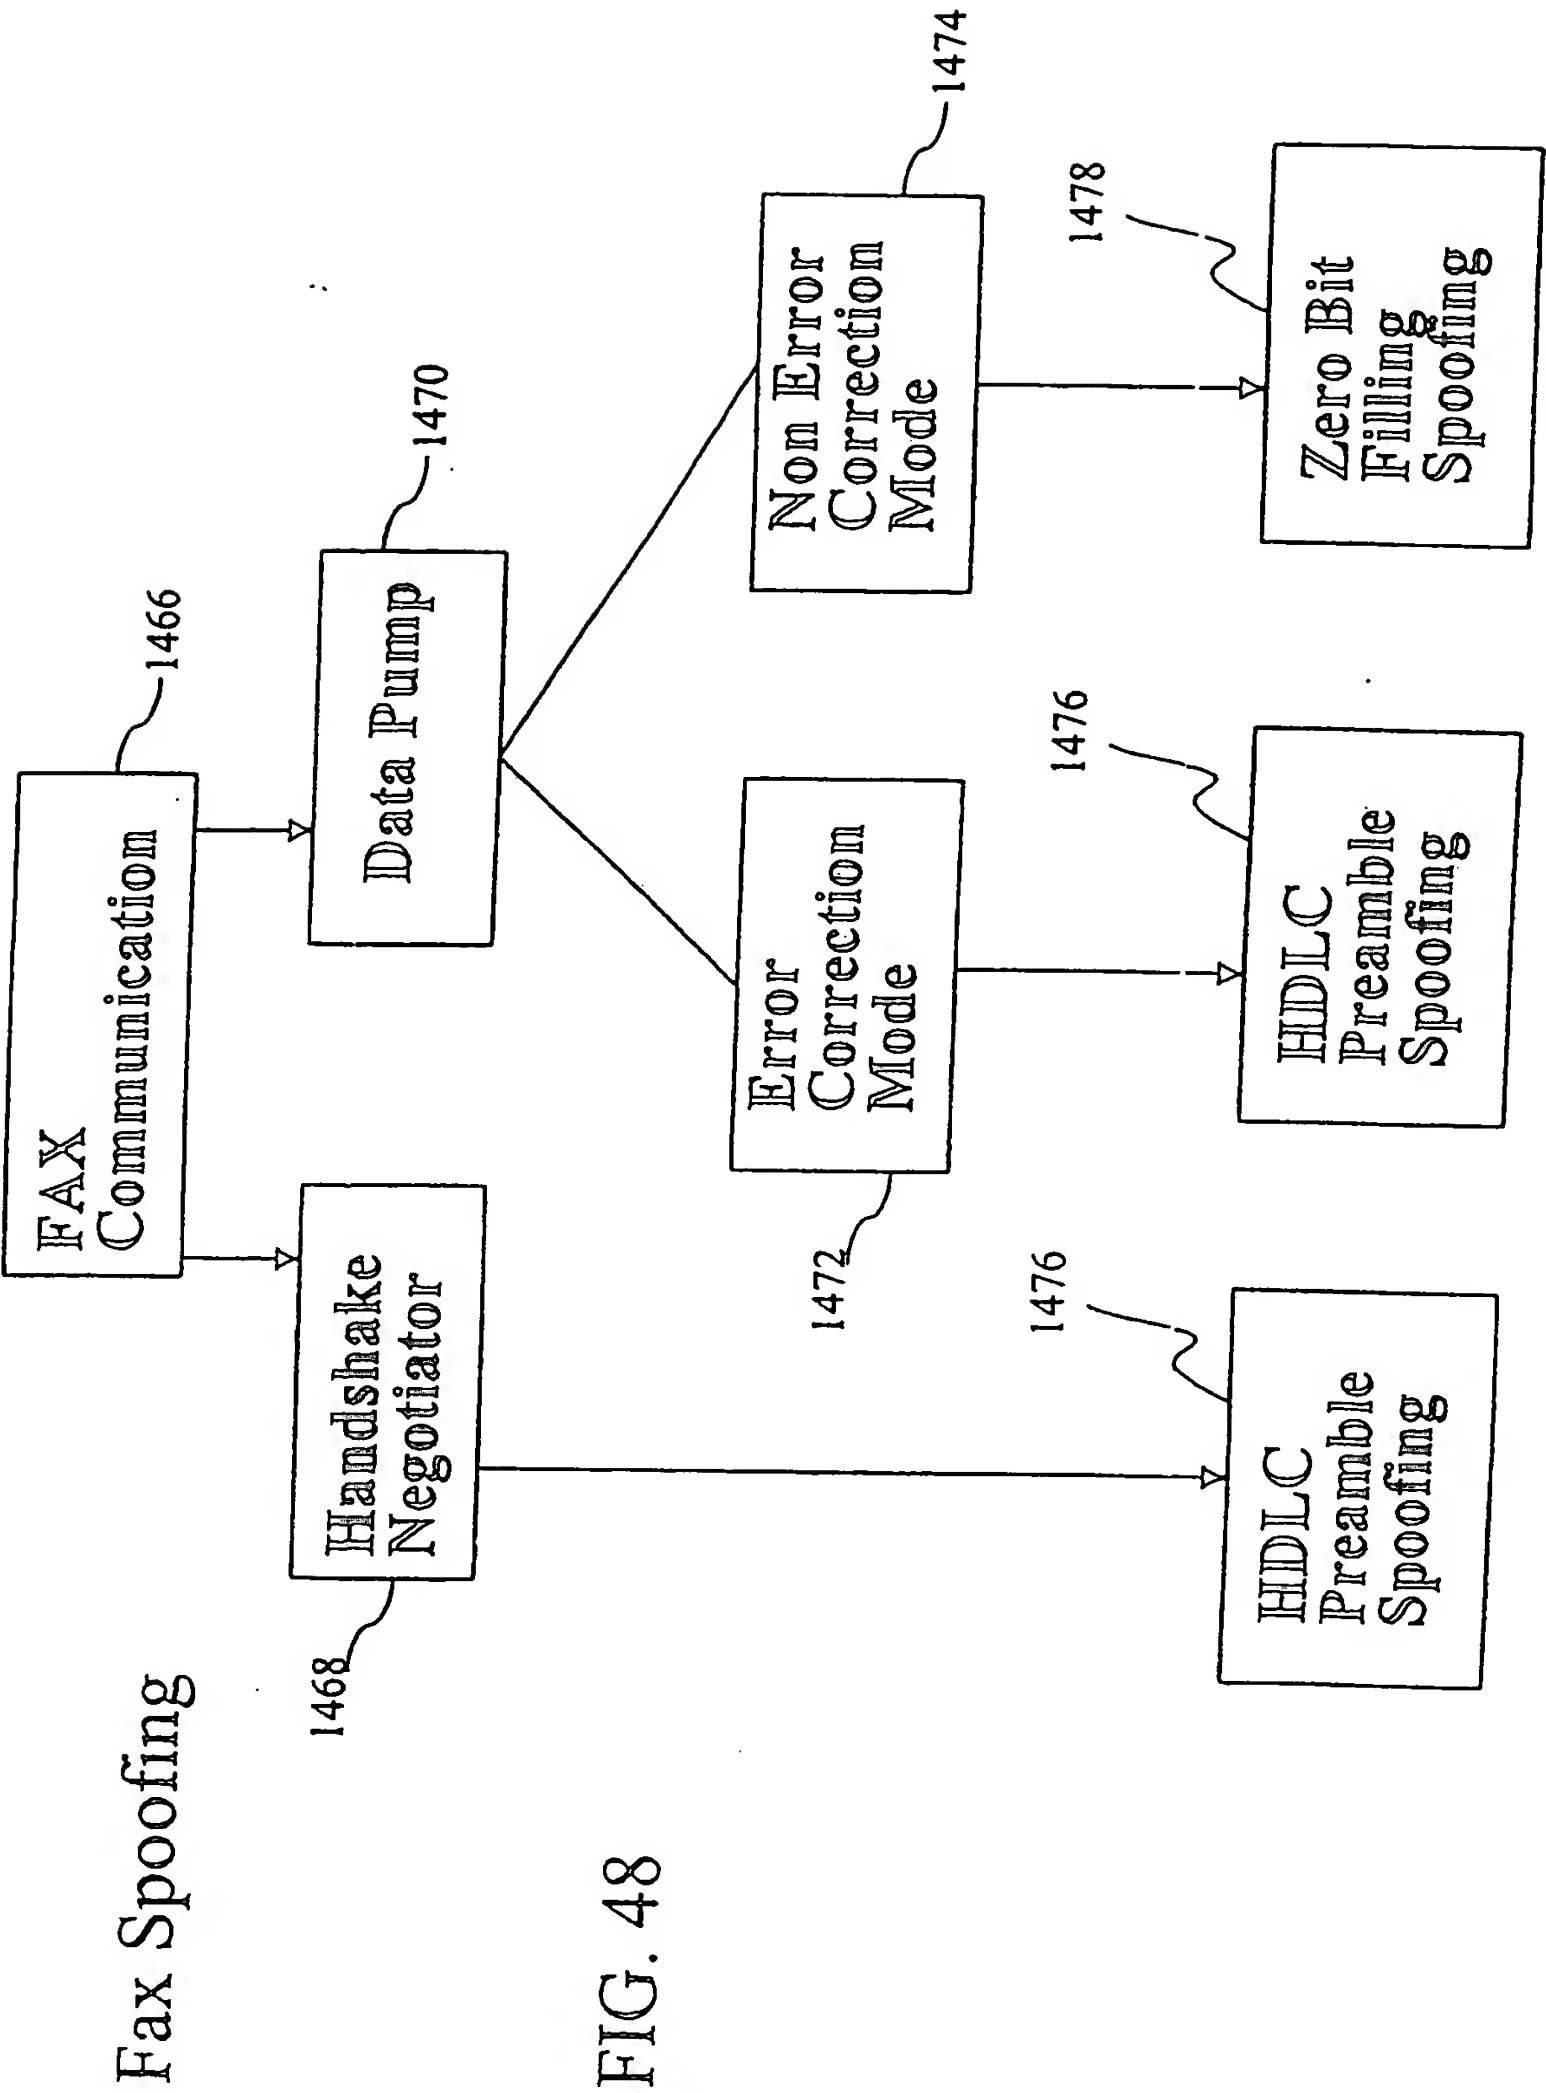 Fax Spoofing
FAX
Communication
1466
Handshake
Negotiator
1468
Data Pump
1470
Error
Correction
Mode
1472
Non Error
Correction
Mode
1474
HDLC
Preamble
Spoofing
1476
HDLC
Preamble
Spoofing
1476
Zero Bit
Filling
Spoofing
1478
FIG. 48